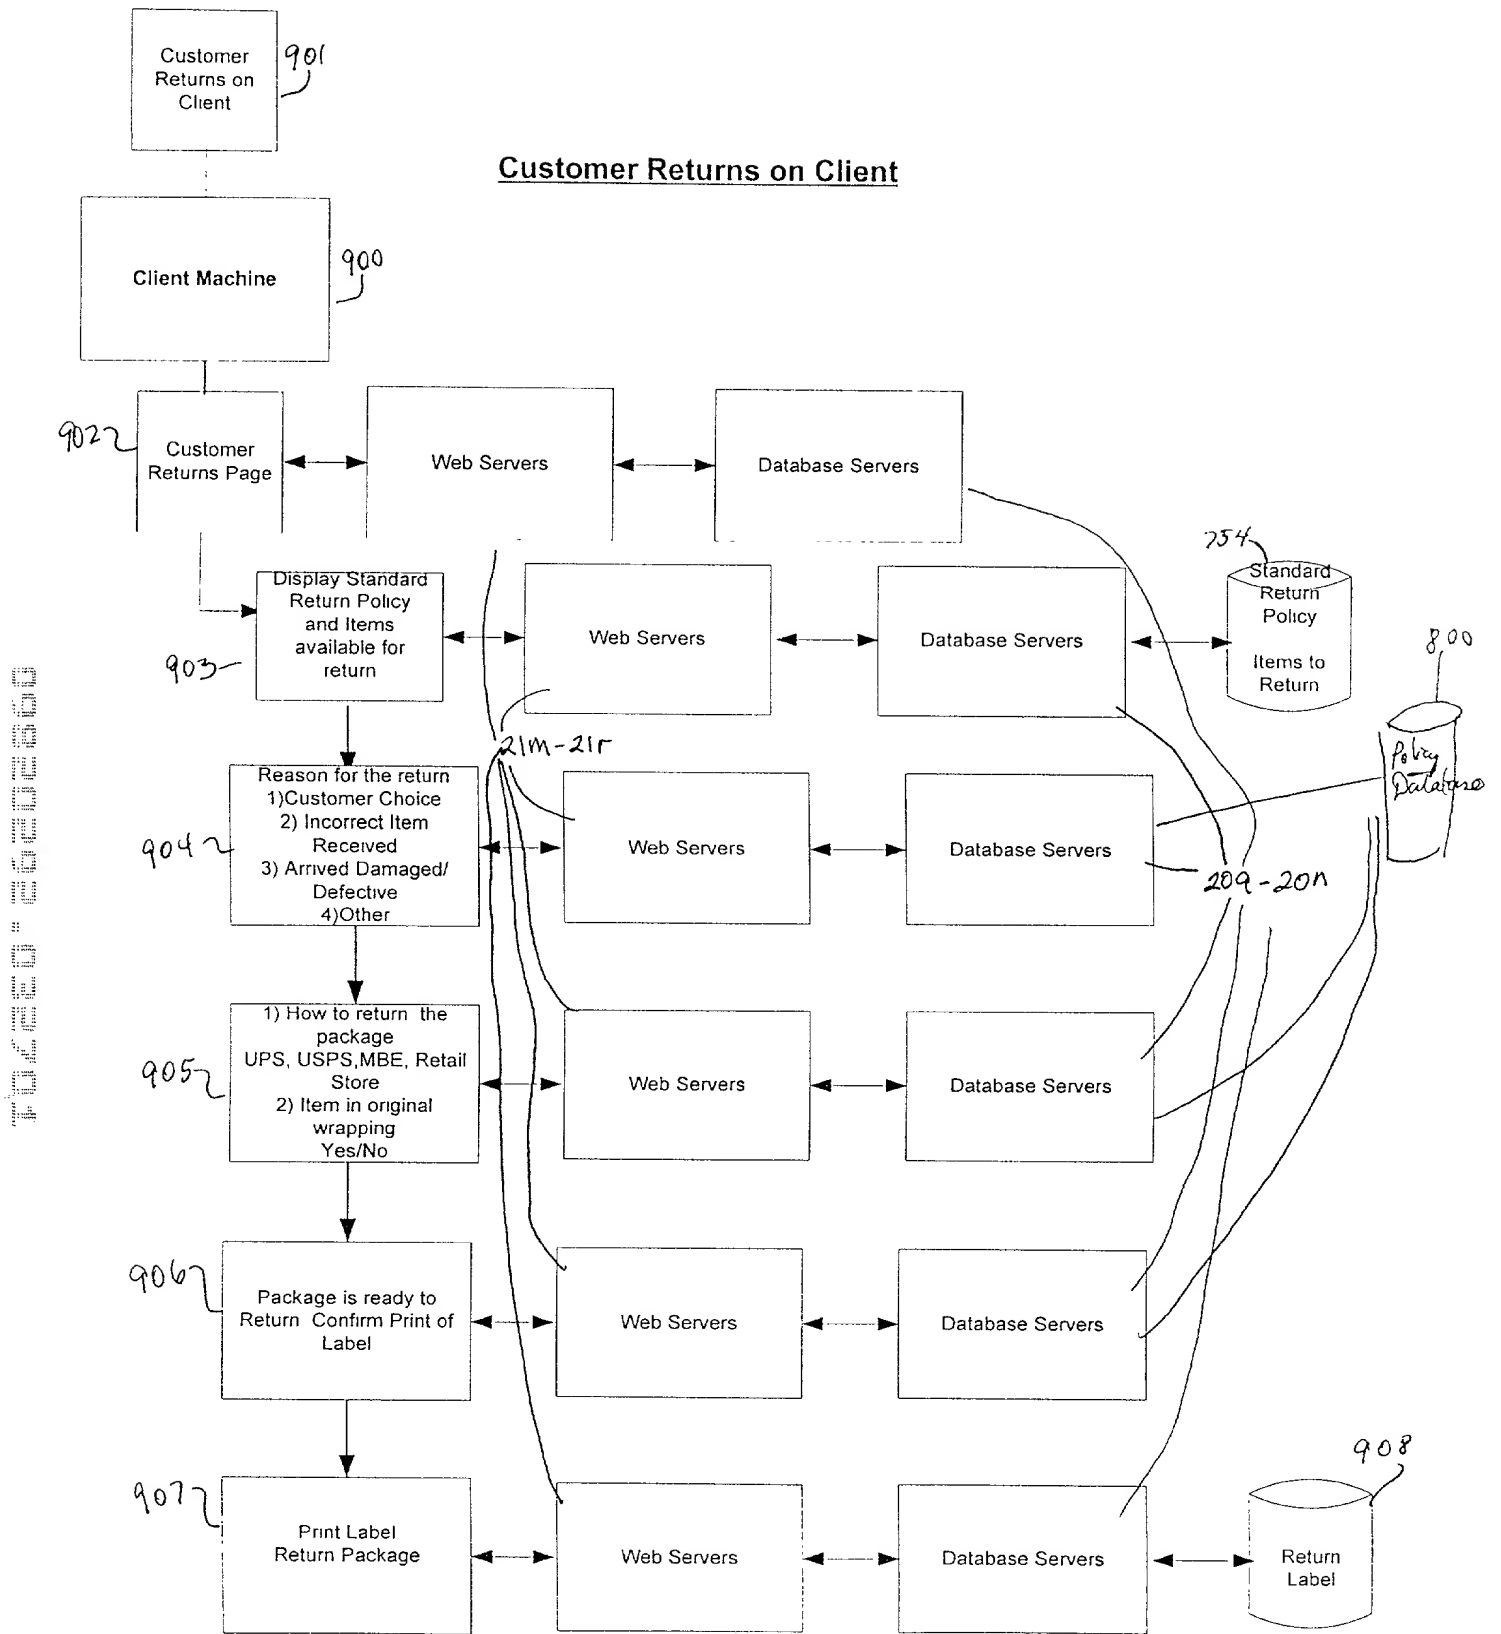 Customer
Returns on
Client
901
Customer Returns on Client
Client Machine
900
902
Customer
Returns Page
Web Servers
Database Servers
903
Display Standard
Return Policy
and Items
available for
return
Web Servers
Database Servers
754
Standard
Return
Policy
Items to
Return
800
Policy
Database
21m-21r
904
Reason for the return
1)Customer Choice
2) Incorrect Item
Received
3) Arrived Damaged/
Defective
4)Other
Web Servers
Database Servers
20q-20n
905
1) How to return the
package
UPS, USPS,MBE, Retail
Store
2) Item in original
wrapping
Yes/No
Web Servers
Database Servers
906
Package is ready to
Return Confirm Print of
Label
Web Servers
Database Servers
907
Print Label
Return Package
Web Servers
Database Servers
908
Return
Label